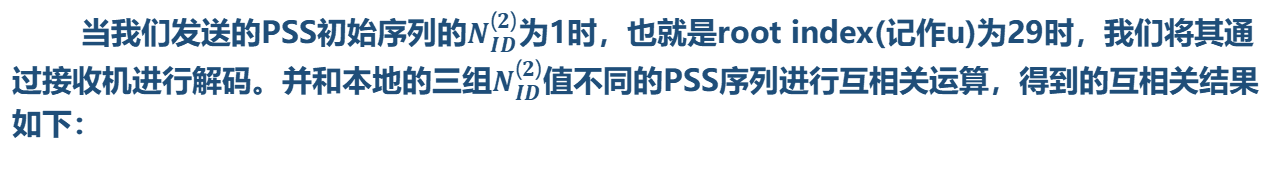 当我们发送的PSS初始序列的$N_{ID}^{(2)}$为1时，也就是root index(记作u)为29时，我们将其通
过接收机进行解码。并和本地的三组$N_{ID}^{(2)}$值不同的PSS序列进行互相关运算，得到的互相关结果
如下：